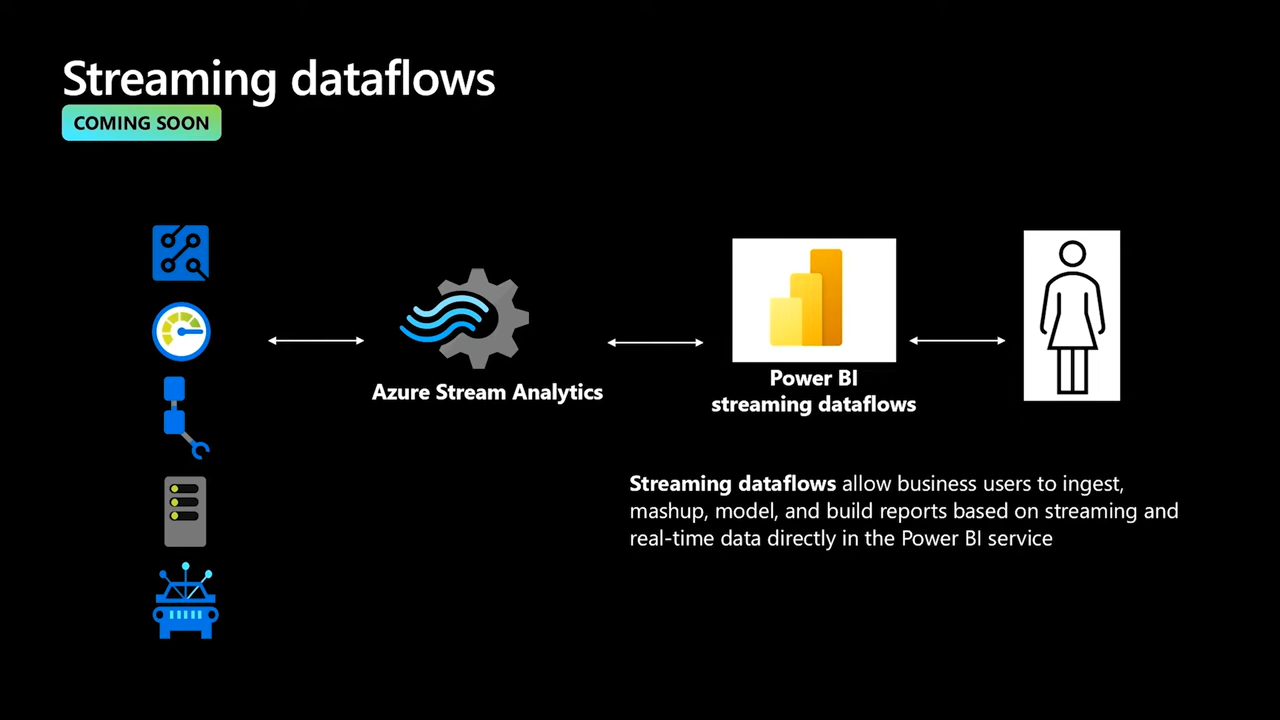 Streaming dataflows
COMING SOON
Azure Stream Analytics
Power BI
streaming dataflows
Streaming dataflows allow business users to ingest,
mashup, model, and build reports based on streaming and
real-time data directly in the Power BI service